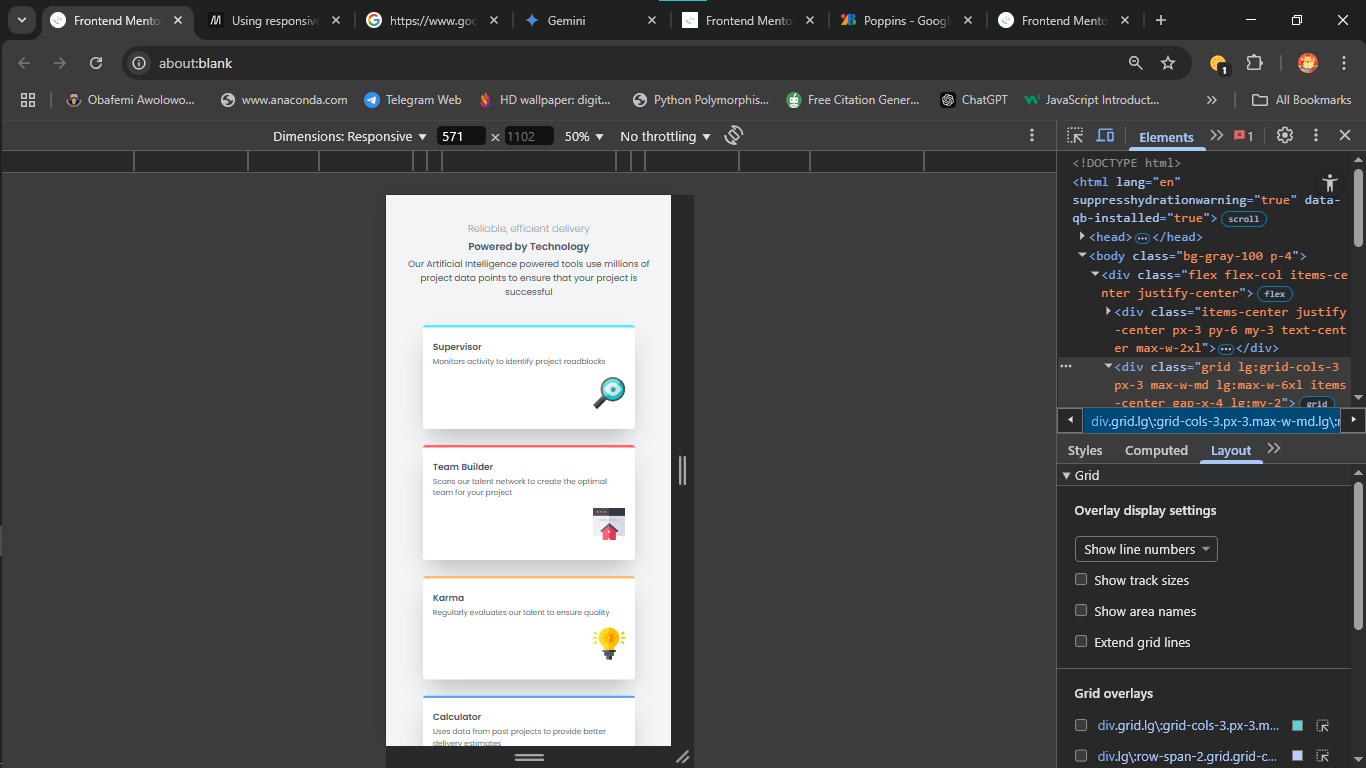 Frontend Mento
Using responsive
https://www.goo
Gemini
Frontend Mento
Poppins - Googl
Frontend Mento
about:blank
1
Obafemi Awolowo...
www.anaconda.com
Telegram Web
HD wallpaper: digit...
Python Polymorphis...
Free Citation Gener...
ChatGPT
JavaScript Introduct...
All Bookmarks
Dimensions: Responsive
571
x
1102
50%
No throttling
Elements
1
<!DOCTYPE html>
<html lang="en"
suppresshydrationwarning="true" data-
qb-installed="true"> scroll
<head> ... </head>
<body class="bg-gray-100 p-4">
<div class="flex flex-col items-ce
nter justify-center"> flex
<div class="items-center justify
-center px-3 py-6 my-3 text-cent
er max-w-2xl"> ... </div>
<div class="grid lg:grid-cols-3
px-3 max-w-md lg:max-w-6xl items
-center gap-x-4 lg:my-2"> grid
div.grid.lg\:grid-cols-3.px-3.max-w-md.lg\:
Styles
Computed
Layout
Grid
Overlay display settings
Show line numbers
Show track sizes
Show area names
Extend grid lines
Grid overlays
div.grid.lg\:grid-cols-3.px-3.m...
div.lg\:row-span-2.grid.grid-c...
Reliable, efficient delivery
Powered by Technology
Our Artificial Intelligence powered tools use millions of
project data points to ensure that your project is
successful
Supervisor
Monitors activity to identify project roadblocks
Team Builder
Scans our talent network to create the optimal
team for your project
Karma
Regularly evaluates our talent to ensure quality
Calculator
Uses data from past projects to provide better
delivery estimates